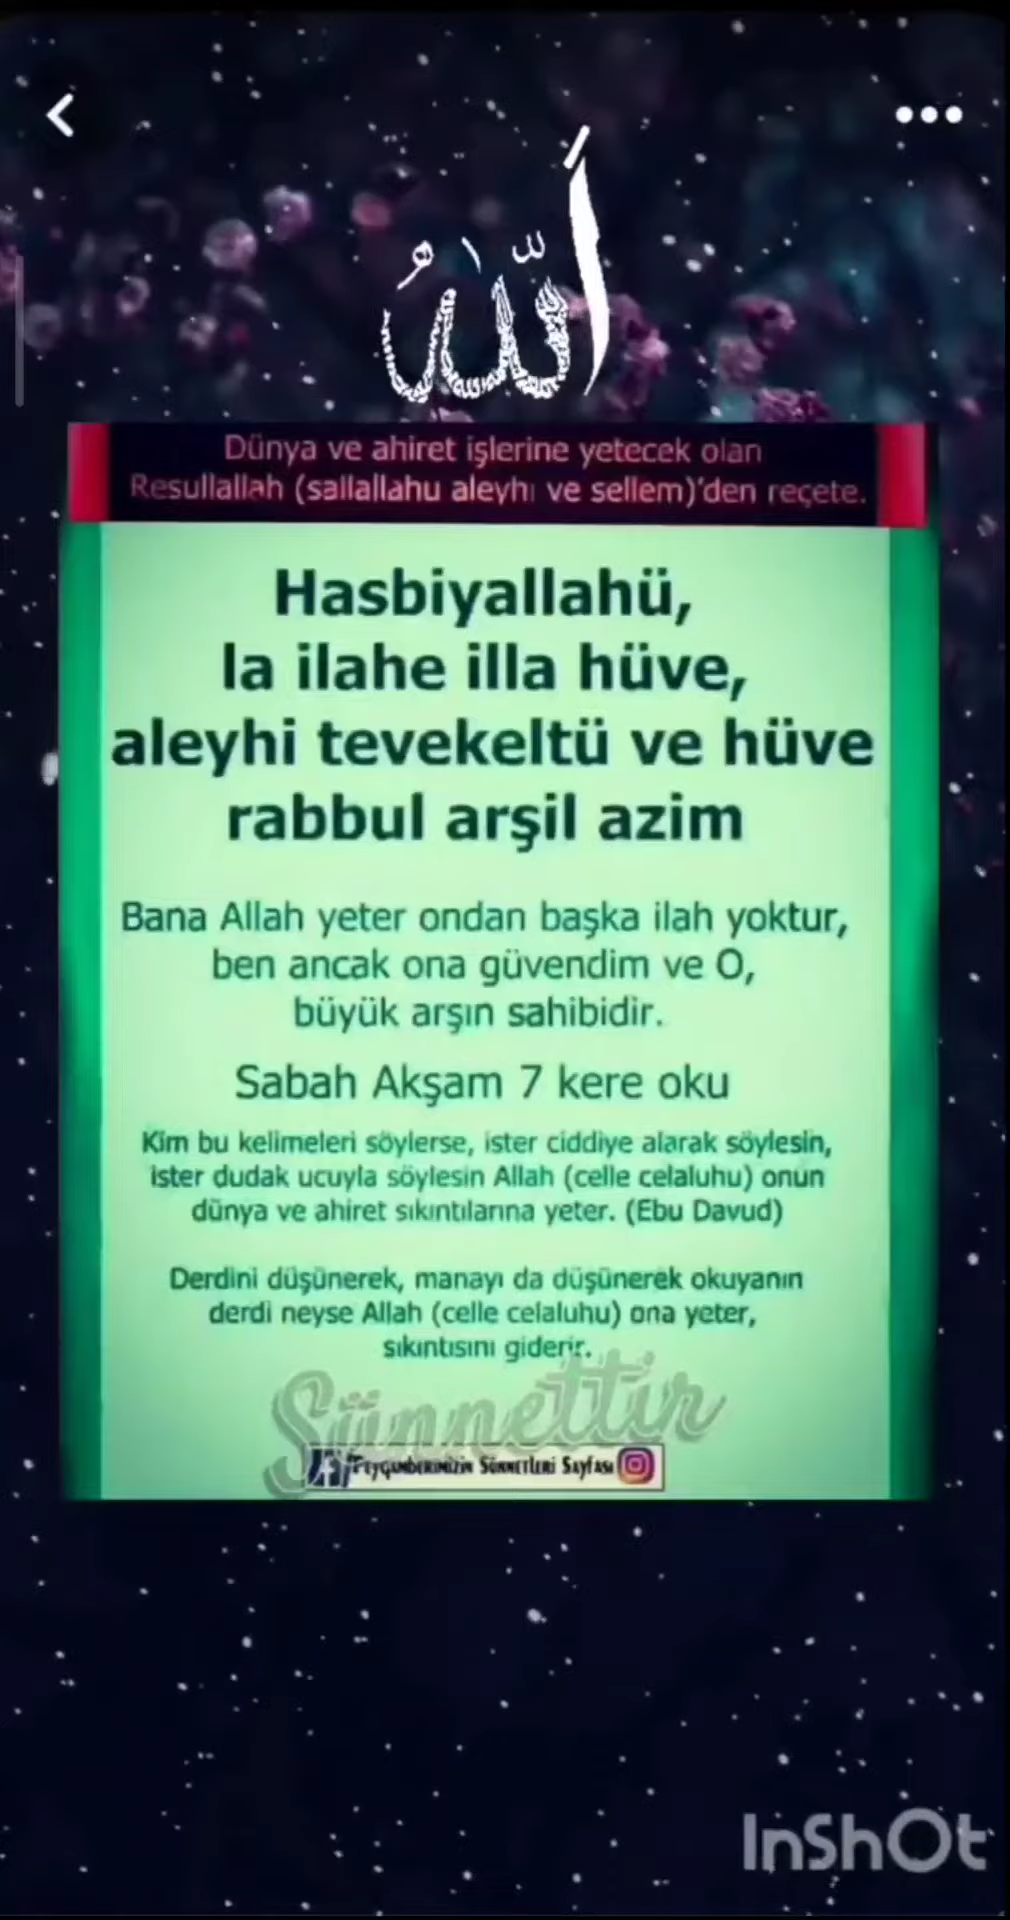 اَللّٰهُ
Dünya ve ahiret işlerine yetecek olan
Resullallah (sallallahu aleyhi ve sellem)'den reçete.
Hasbiyallahü,
la ilahe illa hüve,
aleyhi tevekeltü ve hüve
rabbul arşil azim
Bana Allah yeter ondan başka ilah yoktur,
ben ancak ona güvendim ve O,
büyük arşın sahibidir.
Sabah Akşam 7 kere oku
Kim bu kelimeleri söylerse, ister ciddiye alarak söylesin,
ister dudak ucuyla söylesin Allah (celle celaluhu) onun
dünya ve ahiret sıkıntılarına yeter. (Ebu Davud)
Derdini düşünerek, manayı da düşünerek okuyanın
derdi neyse Allah (celle celaluhu) ona yeter,
sıkıntısını giderir.
Sünnettir
f/Peygamberimizin Sünnetleri Sayfası
InShOt